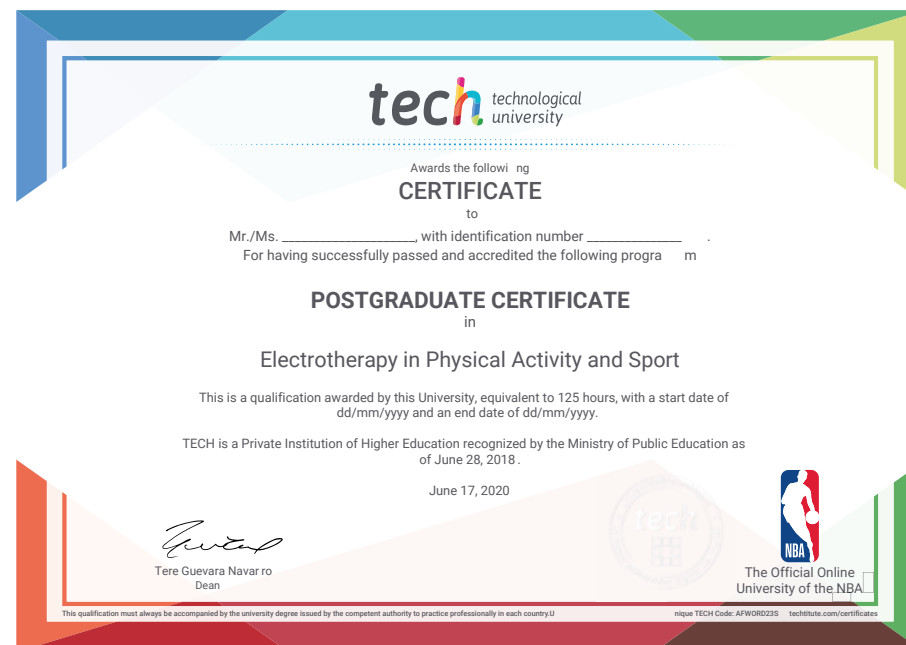 tech technological
university
Awards the followi ng
CERTIFICATE
to
Mr./Ms. _____________________, with identification number _______________ .
For having successfully passed and accredited the following progra m
POSTGRADUATE CERTIFICATE
in
Electrotherapy in Physical Activity and Sport
This is a qualification awarded by this University, equivalent to 125 hours, with a start date of
dd/mm/yyyy and an end date of dd/mm/yyyy.
TECH is a Private Institution of Higher Education recognized by the Ministry of Public Education as
of June 28, 2018 .
June 17, 2020
tech
NBA
Tere Guevara Navar ro
Dean
The Official Online
University of the NBA
This qualification must always be accompanied by the university degree issued by the competent authority to practice professionally in each country.U nique TECH Code: AFWORD23S techtitute.com/certificates